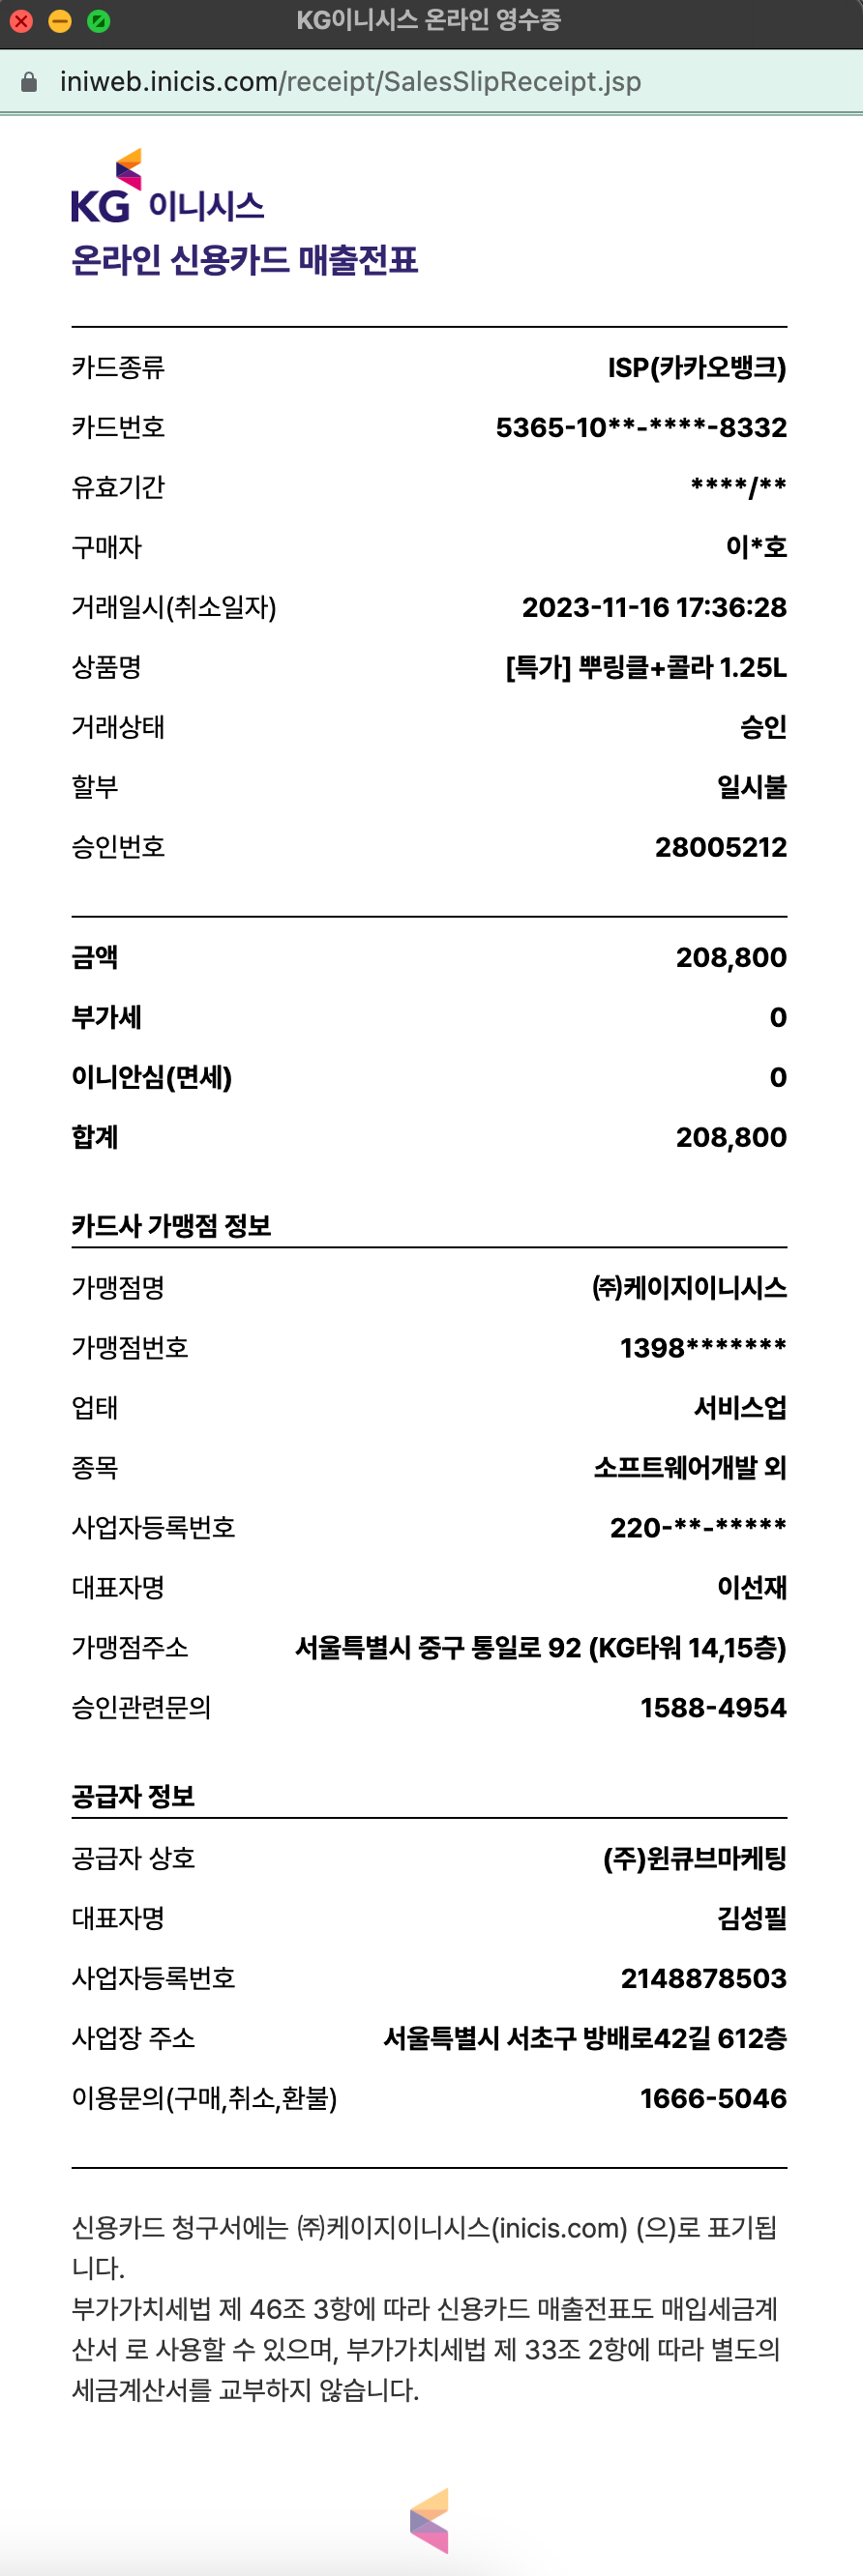 KG이니시스 온라인 영수증
iniweb.inicis.com/receipt/SalesSlipReceipt.jsp
KG 이니시스
온라인 신용카드 매출전표
카드종류 ISP(카카오뱅크)
카드번호 5365-10**-****-8332
유효기간 ****/**
구매자 이*호
거래일시(취소일자) 2023-11-16 17:36:28
상품명 [특가] 뿌링클+콜라 1.25L
거래상태 승인
할부 일시불
승인번호 28005212
금액 208,800
부가세 0
이니안심(면세) 0
합계 208,800
카드사 가맹점 정보
가맹점명 ㈜케이지이니시스
가맹점번호 1398*******
업태 서비스업
종목 소프트웨어개발 외
사업자등록번호 220-**-*****
대표자명 이선재
가맹점주소 서울특별시 중구 통일로 92 (KG타워 14,15층)
승인관련문의 1588-4954
공급자 정보
공급자 상호 (주)윈큐브마케팅
대표자명 김성필
사업자등록번호 2148878503
사업장 주소 서울특별시 서초구 방배로42길 612층
이용문의(구매,취소,환불) 1666-5046
신용카드 청구서에는 ㈜케이지이니시스(inicis.com) (으)로 표기됩
니다.
부가가치세법 제 46조 3항에 따라 신용카드 매출전표도 매입세금계
산서 로 사용할 수 있으며, 부가가치세법 제 33조 2항에 따라 별도의
세금계산서를 교부하지 않습니다.